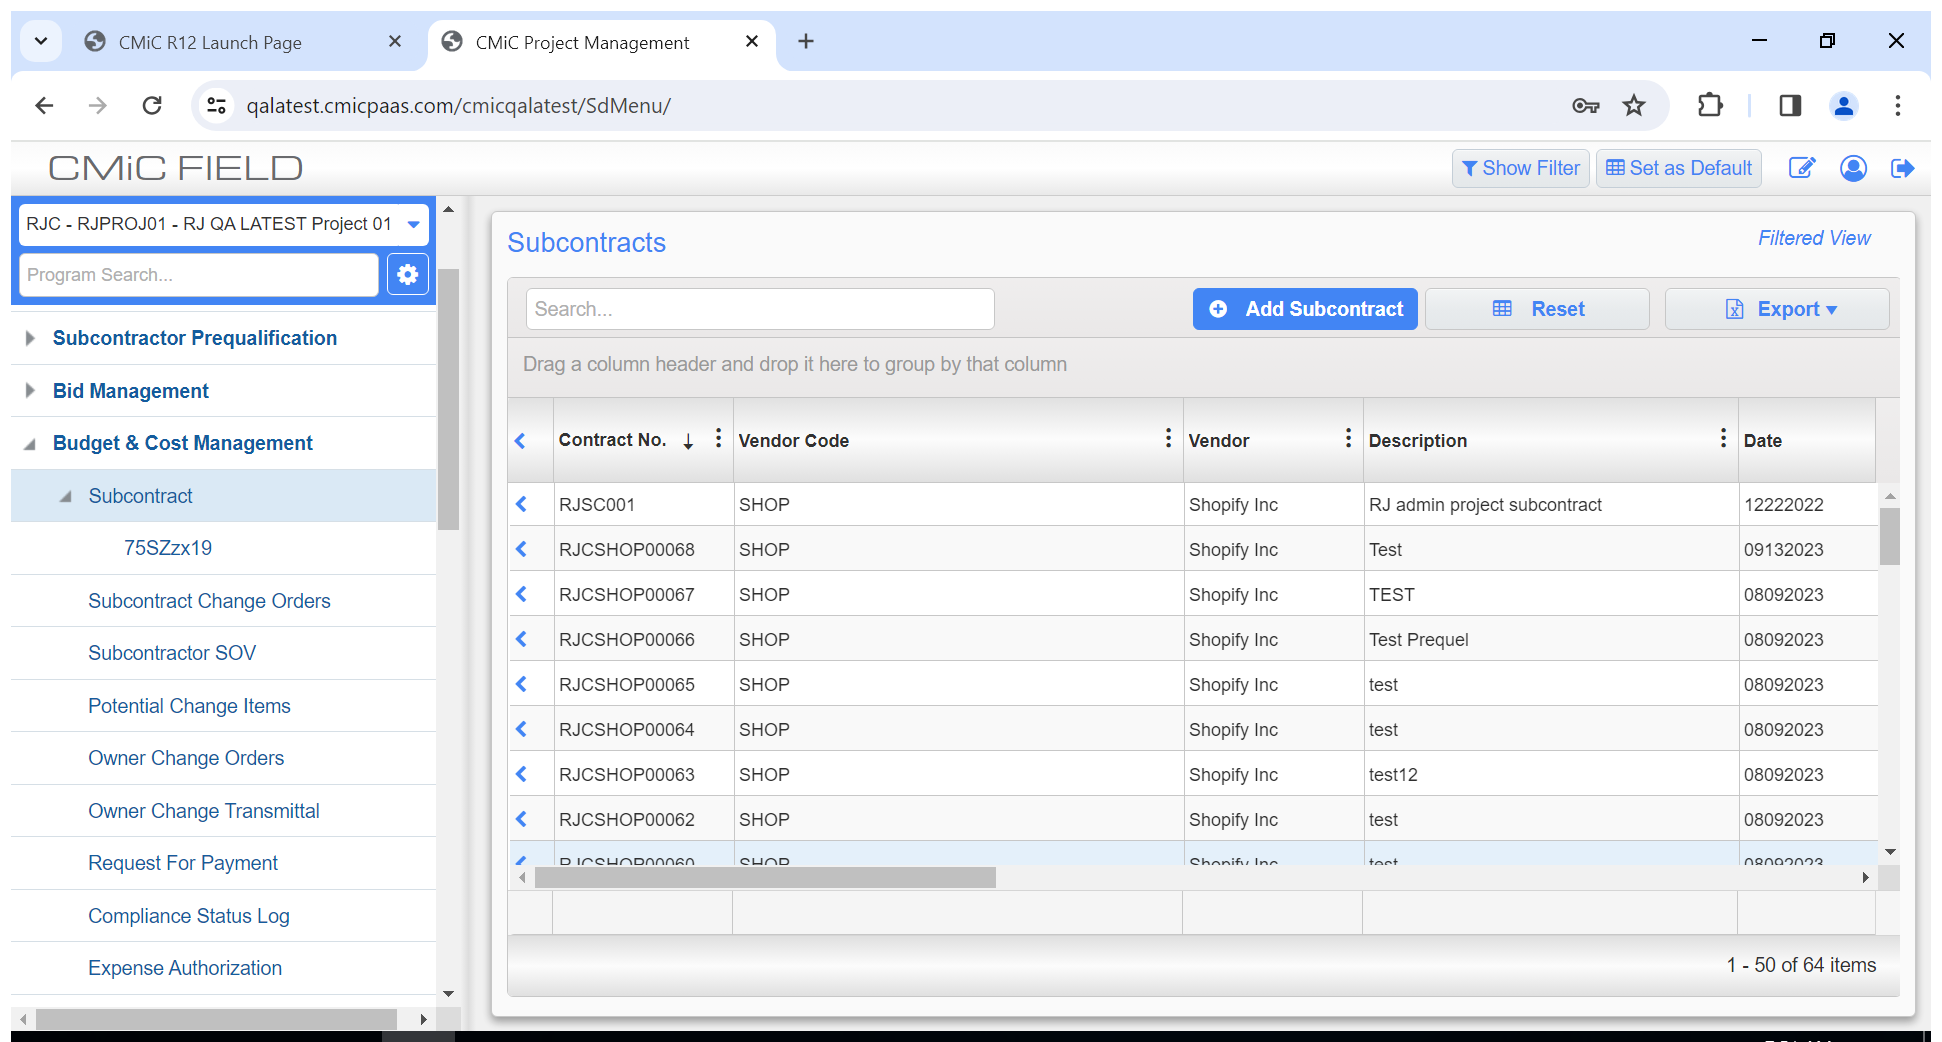 CMiC R12 Launch Page
CMiC Project Management
qalatest.cmicpaas.com/cmicqalatest/SdMenu/
CMiC FIELD
Show Filter
Set as Default
RJC - RJPROJ01 - RJ QA LATEST Project 01
Program Search...
Subcontractor Prequalification
Bid Management
Budget & Cost Management
Subcontract
75SZzx19
Subcontract Change Orders
Subcontractor SOV
Potential Change Items
Owner Change Orders
Owner Change Transmittal
Request For Payment
Compliance Status Log
Expense Authorization
Subcontracts
Filtered View
Search...
Add Subcontract
Reset
Export
Drag a column header and drop it here to group by that column
Contract No. Vendor Code Vendor Description Date
RJSC001 SHOP Shopify Inc RJ admin project subcontract 12222022
RJCSHOP00068 SHOP Shopify Inc Test 09132023
RJCSHOP00067 SHOP Shopify Inc TEST 08092023
RJCSHOP00066 SHOP Shopify Inc Test Prequel 08092023
RJCSHOP00065 SHOP Shopify Inc test 08092023
RJCSHOP00064 SHOP Shopify Inc test 08092023
RJCSHOP00063 SHOP Shopify Inc test12 08092023
RJCSHOP00062 SHOP Shopify Inc test 08092023
RJCSHOP00060 SHOP Shopify Inc test 08092023
1 - 50 of 64 items